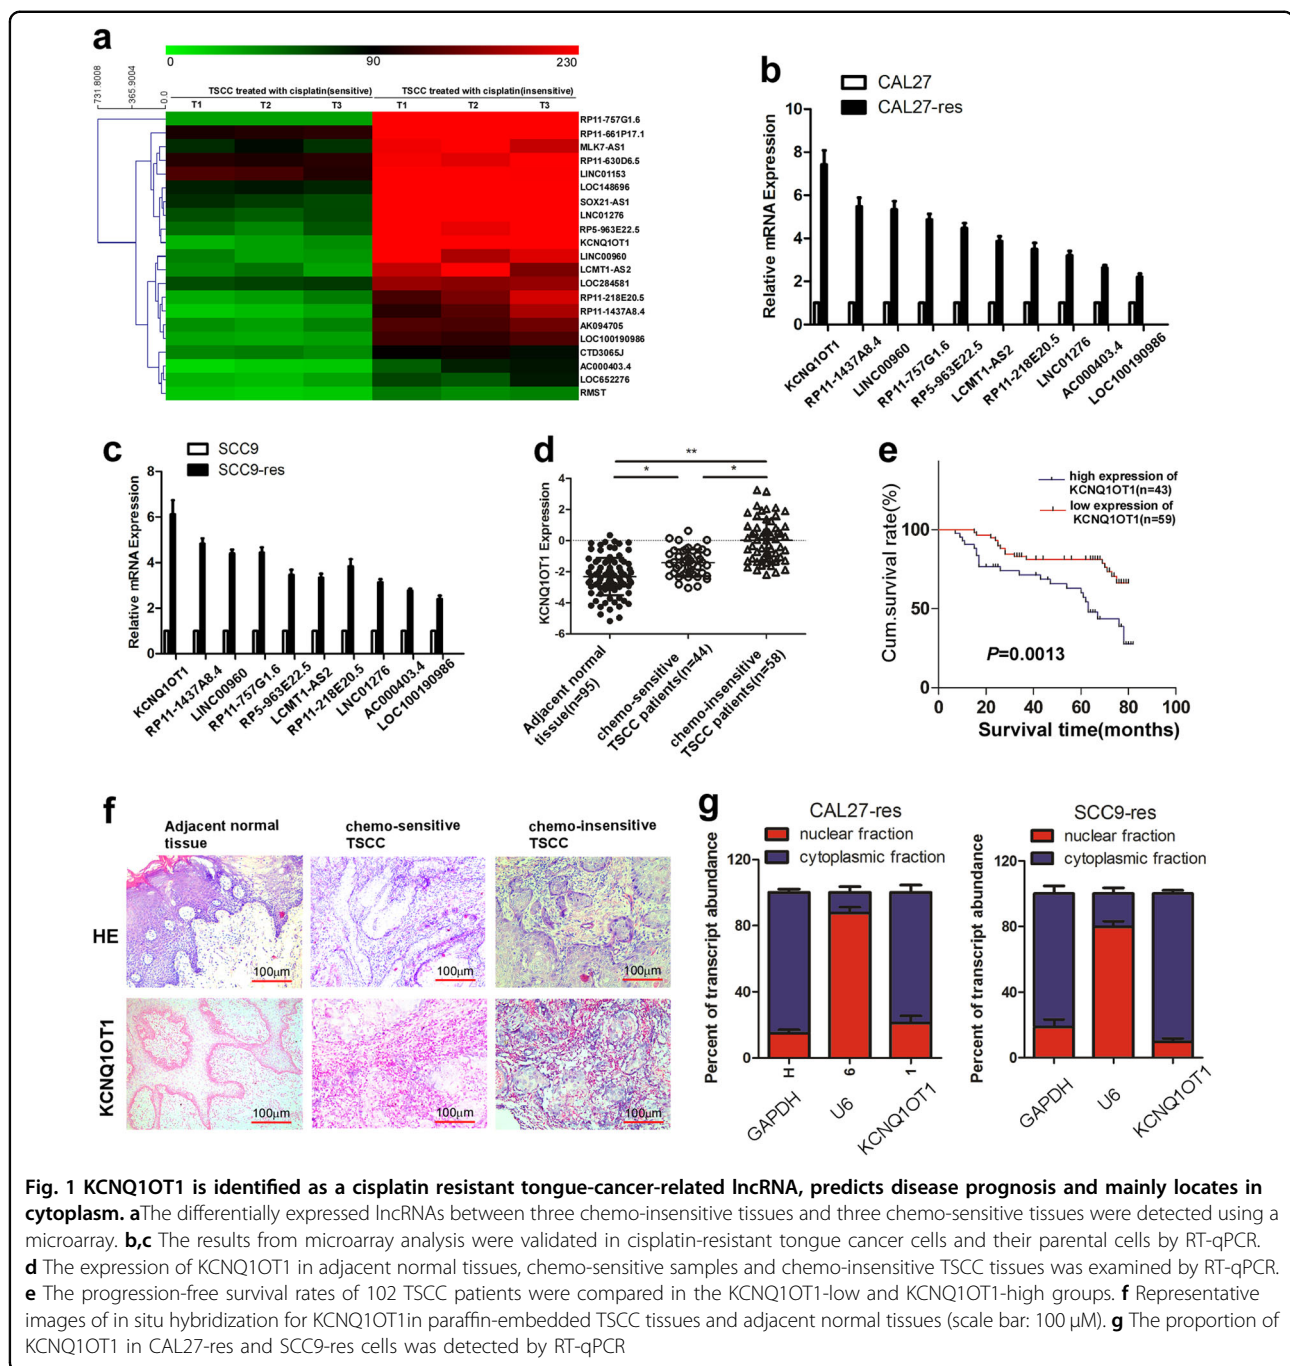 a
0 90 230
731.8008
365.9004
0.0
TSCC treated with cisplatin(sensitive) TSCC treated with cisplatin(insensitive)
T1 T2 T3 T1 T2 T3
RP11-757G1.6
RP11-661P17.1
MLK7-AS1
RP11-630D6.5
LINC01153
LOC148696
SOX21-AS1
LNC01276
RP5-963E22.5
KCNQ1OT1
LINC00960
LCMT1-AS2
LOC284581
RP11-218E20.5
RP11-1437A8.4
AK094705
LOC100190986
CTD3065J
AC000403.4
LOC652276
RMST
b
CAL27
CAL27-res
Relative mRNA Expression
10
8
6
4
2
0
KCNQ1OT1
RP11-1437A8.4
LINC00960
RP11-757G1.6
RP5-963E22.5
LCMT1-AS2
RP11-218E20.5
LNC01276
AC000403.4
LOC100190986
c
SCC9
SCC9-res
Relative mRNA Expression
8
6
4
2
0
KCNQ1OT1
RP11-1437A8.4
LINC00960
RP11-757G1.6
RP5-963E22.5
LCMT1-AS2
RP11-218E20.5
LNC01276
AC000403.4
LOC100190986
d
**
* *
KCNQ1OT1 Expression
4
2
0
-2
-4
-6
Adjacent normal
tissue(n=95)
chemo-sensitive
TSCC patients(n=44)
chemo-insensitive
TSCC patients(n=58)
e
high expression of
KCNQ1OT1(n=43)
low expression of
KCNQ1OT1(n=59)
Cum.survival rate(%)
100
50
0
P=0.0013
0 20 40 60 80 100
Survival time(months)
f
Adjacent normal
tissue
chemo-sensitive
TSCC
chemo-insensitive
TSCC
HE
100μm 100μm 100μm
KCNQ1OT1
100μm 100μm 100μm
g
CAL27-res
nuclear fraction
cytoplasmic fraction
Percent of transcript abundance
120
80
40
0
H 6 1
GAPDH
U6
KCNQ1OT1
SCC9-res
nuclear fraction
cytoplasmic fraction
Percent of transcript abundance
120
80
40
0
GAPDH
U6
KCNQ1OT1
Fig. 1 KCNQ1OT1 is identified as a cisplatin resistant tongue-cancer-related lncRNA, predicts disease prognosis and mainly locates in
cytoplasm. aThe differentially expressed lncRNAs between three chemo-insensitive tissues and three chemo-sensitive tissues were detected using a
microarray. b,c The results from microarray analysis were validated in cisplatin-resistant tongue cancer cells and their parental cells by RT-qPCR.
d The expression of KCNQ1OT1 in adjacent normal tissues, chemo-sensitive samples and chemo-insensitive TSCC tissues was examined by RT-qPCR.
e The progression-free survival rates of 102 TSCC patients were compared in the KCNQ1OT1-low and KCNQ1OT1-high groups. f Representative
images of in situ hybridization for KCNQ1OT1in paraffin-embedded TSCC tissues and adjacent normal tissues (scale bar: 100 μM). g The proportion of
KCNQ1OT1 in CAL27-res and SCC9-res cells was detected by RT-qPCR